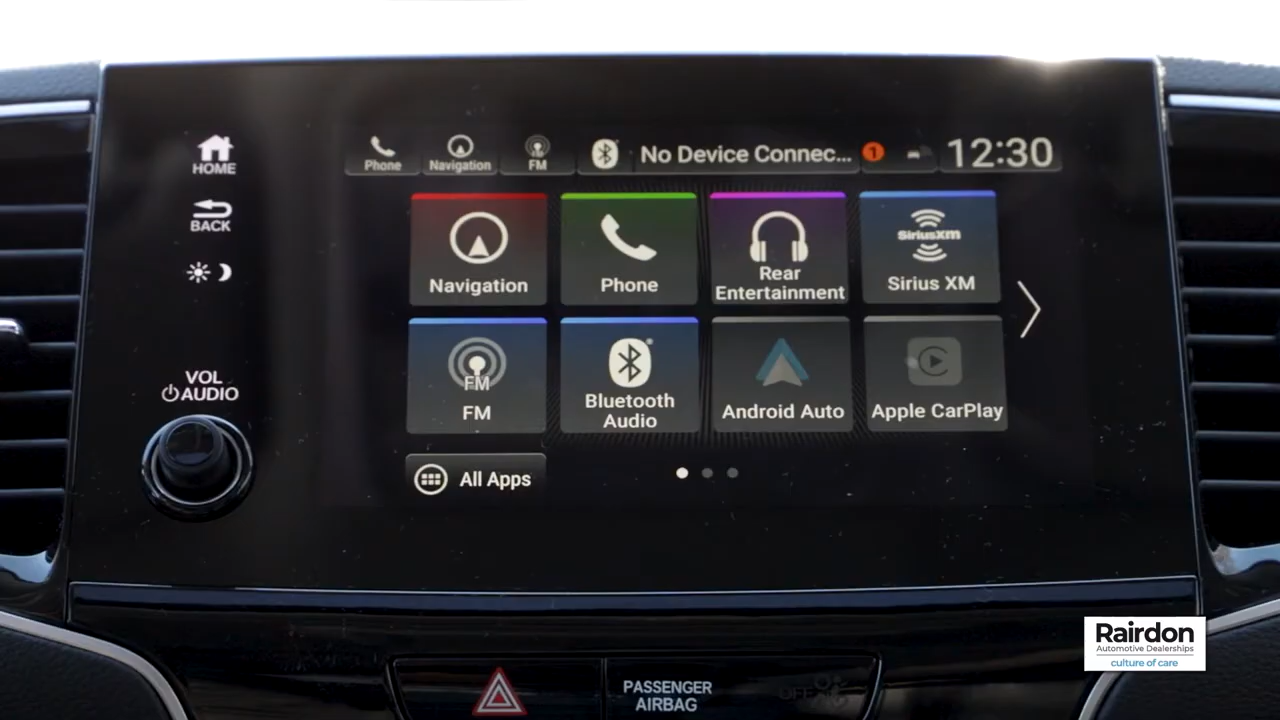 HOME
BACK
VOL
AUDIO
Phone
Navigation
FM
No Device Connec...
1
12:30
Navigation
Phone
Rear
Entertainment
SiriusXM
Sirius XM
FM
FM
Bluetooth
Audio
Android Auto
Apple CarPlay
All Apps
PASSENGER
AIRBAG
OFF
Rairdon
Automotive Dealerships
culture of care